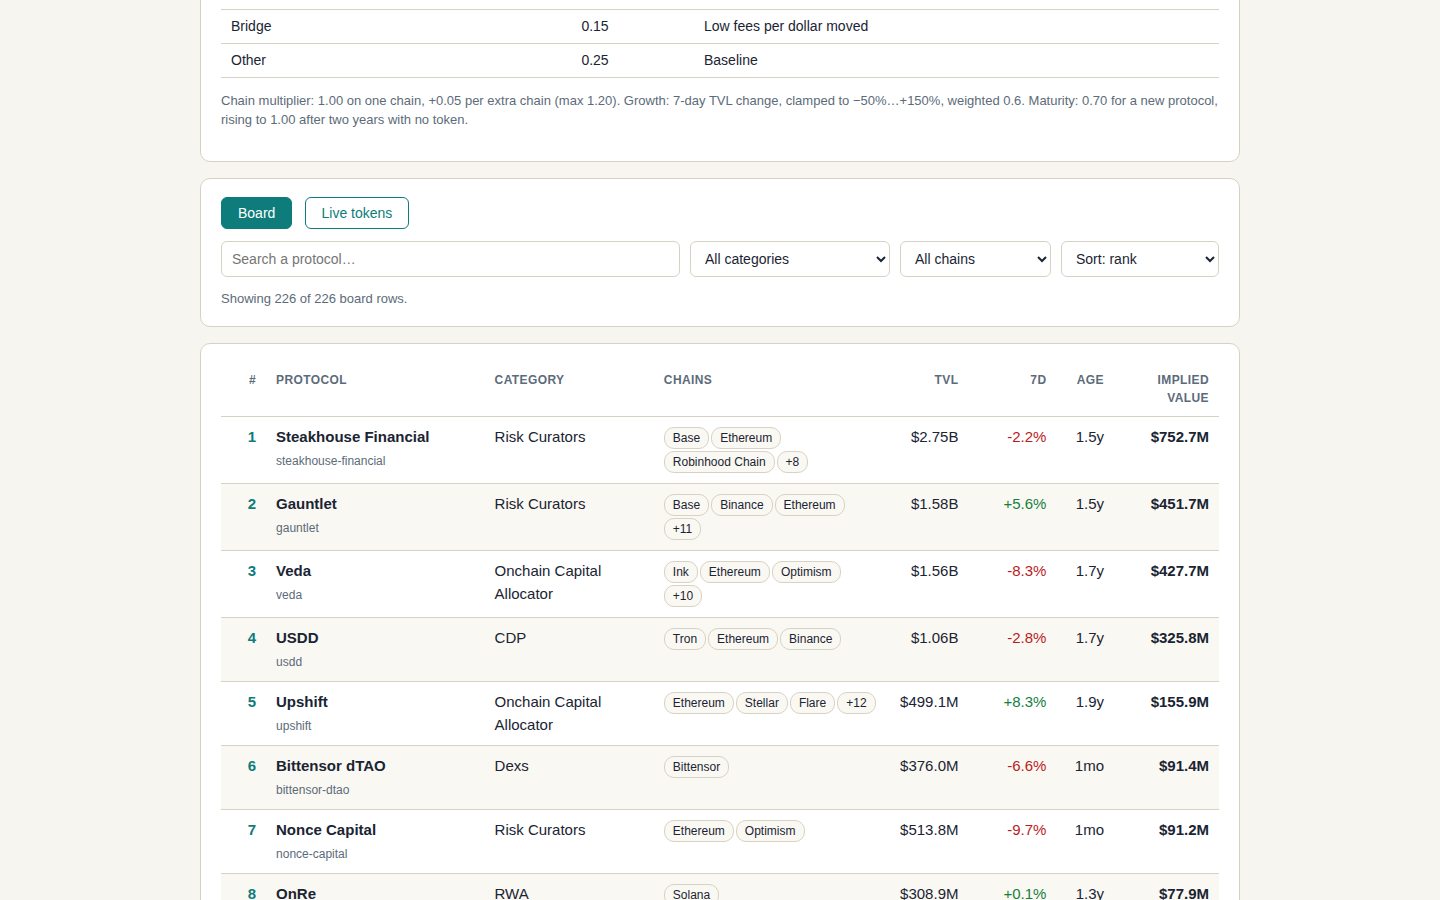 Bridge 0.15 Low fees per dollar moved
Other 0.25 Baseline
Chain multiplier: 1.00 on one chain, +0.05 per extra chain (max 1.20). Growth: 7-day TVL change, clamped to −50%…+150%, weighted 0.6. Maturity: 0.70 for a new protocol,
rising to 1.00 after two years with no token.
Board Live tokens
Search a protocol… All categories All chains Sort: rank
Showing 226 of 226 board rows.
# PROTOCOL CATEGORY CHAINS TVL 7D AGE IMPLIED
VALUE
1 Steakhouse Financial Risk Curators Base Ethereum $2.75B -2.2% 1.5y $752.7M
steakhouse-financial Robinhood Chain +8
2 Gauntlet Risk Curators Base Binance Ethereum $1.58B +5.6% 1.5y $451.7M
gauntlet +11
3 Veda Onchain Capital Ink Ethereum Optimism $1.56B -8.3% 1.7y $427.7M
veda Allocator +10
4 USDD CDP Tron Ethereum Binance $1.06B -2.8% 1.7y $325.8M
usdd
5 Upshift Onchain Capital Ethereum Stellar Flare +12 $499.1M +8.3% 1.9y $155.9M
upshift Allocator
6 Bittensor dTAO Dexs Bittensor $376.0M -6.6% 1mo $91.4M
bittensor-dtao
7 Nonce Capital Risk Curators Ethereum Optimism $513.8M -9.7% 1mo $91.2M
nonce-capital
8 OnRe RWA Solana $308.9M +0.1% 1.3y $77.9M